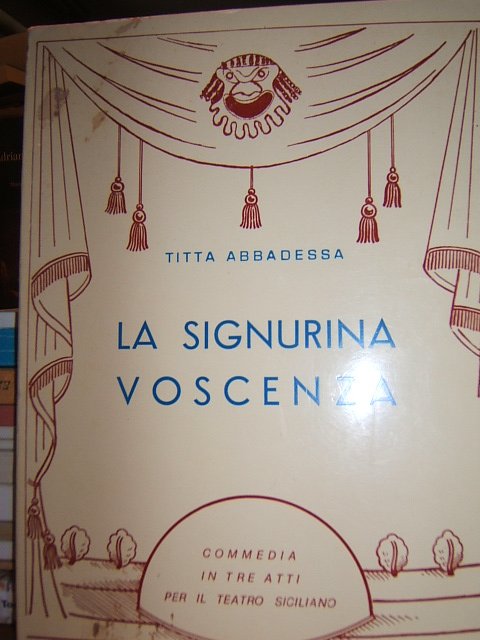 TITTA ABBADESSA
LA SIGNURINA
VOSCENZA
COMMEDIA
IN TRE ATTI
PER IL TEATRO SICILIANO